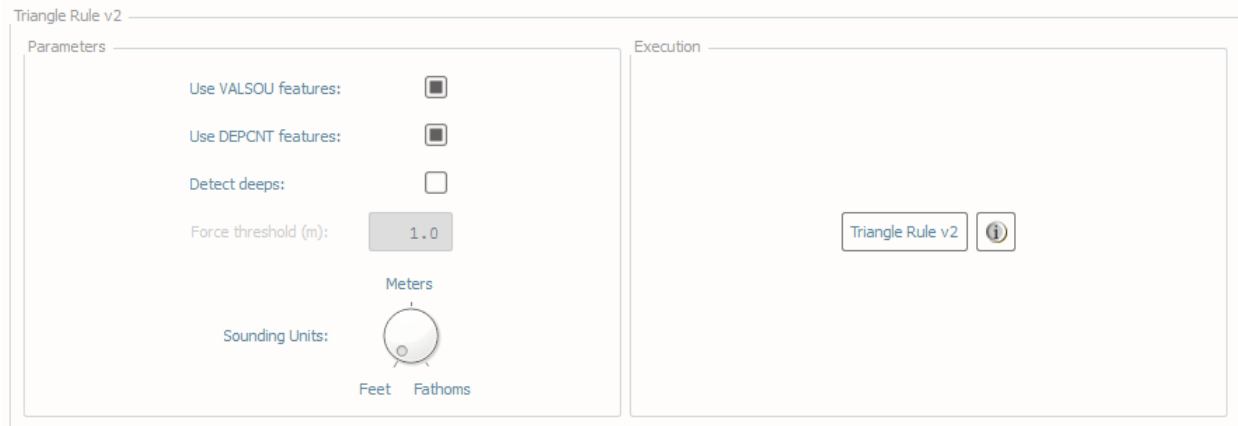 Triangle Rule v2
Parameters
Use VALSOU features:
Use DEPCNT features:
Detect deeps:
Force threshold (m):
1.0
Meters
Sounding Units:
Feet
Fathoms
Execution
Triangle Rule v2
i